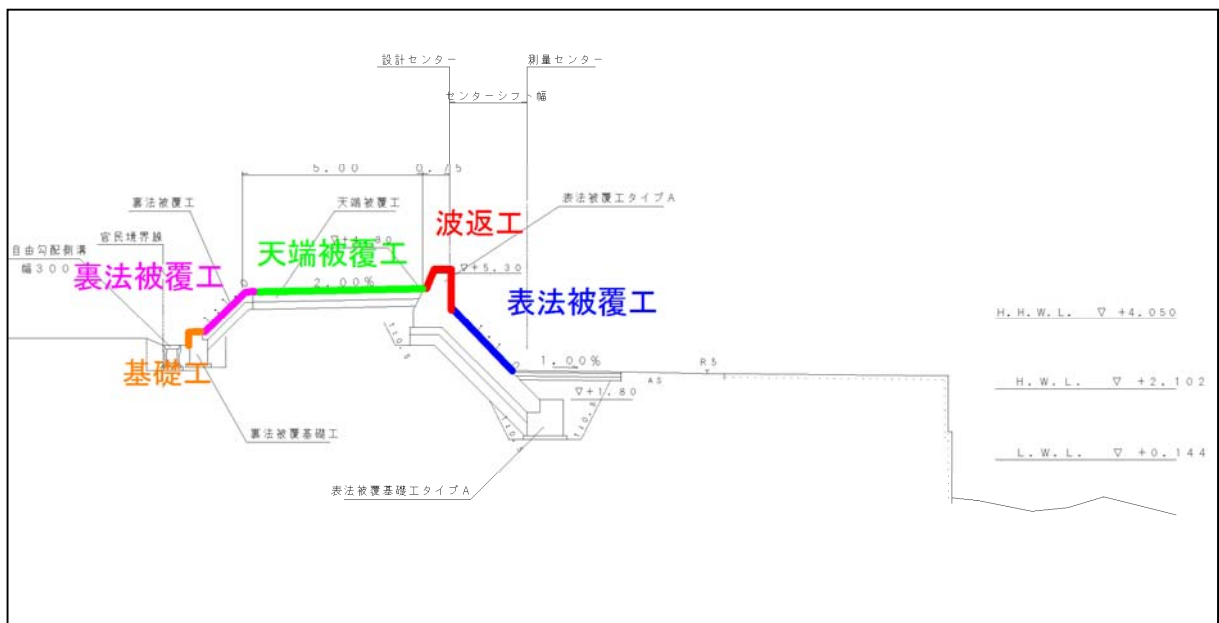 設計センター
測量センター
センターシフト幅
5.00
0.75
裏法被覆工
天端被覆工
表法被覆工タイプA
波返工
官民境界線
自由勾配側溝
幅300
天端被覆工
裏法被覆工
▽+5.30
2.00%
表法被覆工
H.H.W.L. ▽ +4.050
1.00%
R5
AS
H.W.L. ▽ +2.102
基礎工
▽+1.80
裏法被覆基礎工
L.W.L. ▽ +0.144
表法被覆基礎工タイプA